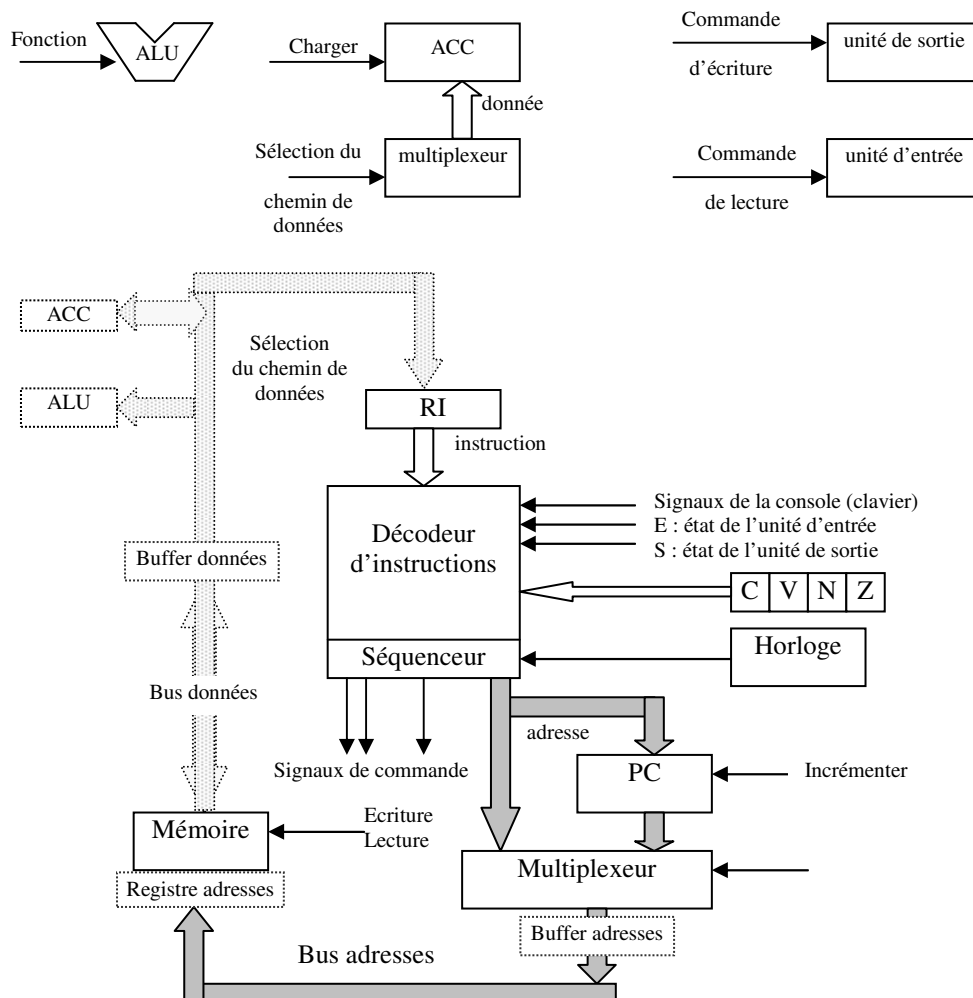 Fonction
ALU
Charger
ACC
donnée
Sélection du
chemin de
données
multiplexeur
Commande
d'écriture
unité de sortie
Commande
de lecture
unité d'entrée
ACC
ALU
Sélection
du chemin de
données
RI
instruction
Décodeur
d'instructions
Signaux de la console (clavier)
E : état de l'unité d'entrée
S : état de l'unité de sortie
C V N Z
Buffer données
Séquenceur
Horloge
Bus données
adresse
Signaux de commande
PC
Incrémenter
Mémoire
Ecriture
Lecture
Multiplexeur
Registre adresses
Buffer adresses
Bus adresses